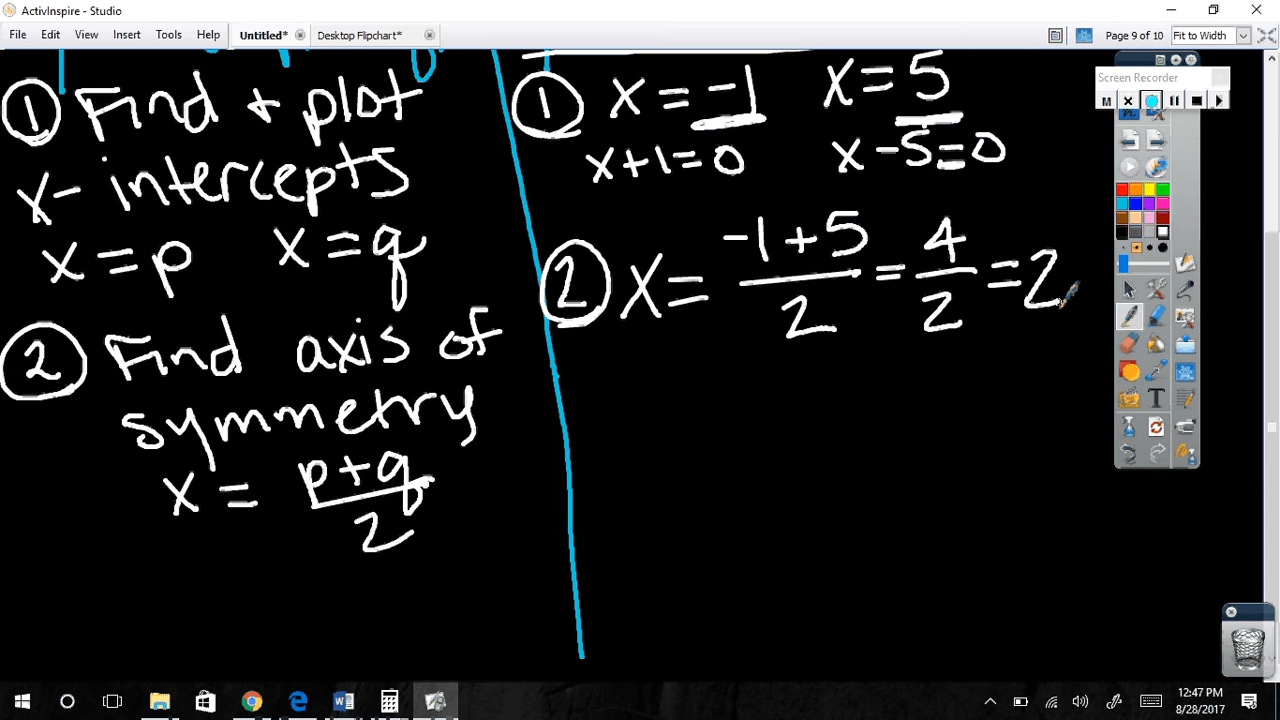 ActivInspire - Studio
File Edit View Insert Tools Help Untitled* Desktop Flipchart* Page 9 of 10 Fit to Width
Screen Recorder
M
① Find + plot
x- intercepts
x=p x=q
② Find axis of
symmetry
x = p+q/2
① x = -1 x=5
x+1=0 x-5=0
② x= -1+5/2 = 4/2 =2
T
12:47 PM
8/28/2017